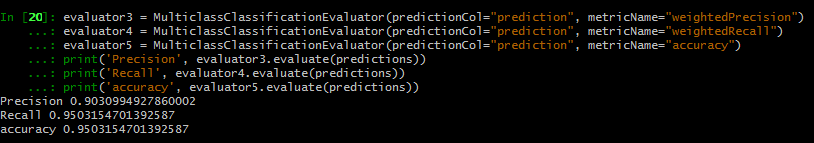 In [20]: evaluator3 = MulticlassClassificationEvaluator(predictionCol="prediction", metricName="weightedPrecision")
...: evaluator4 = MulticlassClassificationEvaluator(predictionCol="prediction", metricName="weightedRecall")
...: evaluator5 = MulticlassClassificationEvaluator(predictionCol="prediction", metricName="accuracy")
...: print('Precision', evaluator3.evaluate(predictions))
...: print('Recall', evaluator4.evaluate(predictions))
...: print('accuracy', evaluator5.evaluate(predictions))
Precision 0.9030994927860002
Recall 0.9503154701392587
accuracy 0.9503154701392587